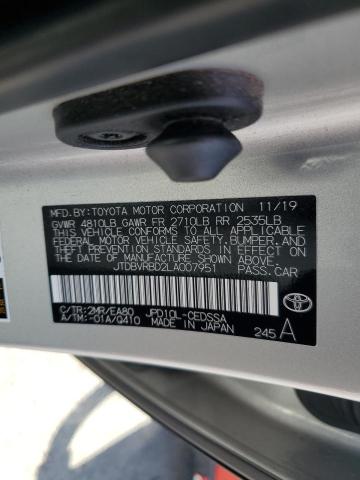 MFD. BY:TOYOTA MOTOR CORPORATION 11/19
GVWR 4810LB GAWR FR 2710LB RR 2535LB
THIS VEHICLE CONFORMS TO ALL APPLICABLE
FEDERAL MOTOR VEHICLE SAFETY, BUMPER, AND
THEFT PREVENTION STANDARDS IN EFFECT ON
THE DATE OF MANUFACTURE SHOWN ABOVE.
JTDBVRBD2LA007951 PASS.CAR
C/TR:2MR/EA80 JPD10L-CEDSSA
A/TM:-01A/Q410 MADE IN JAPAN
245 A